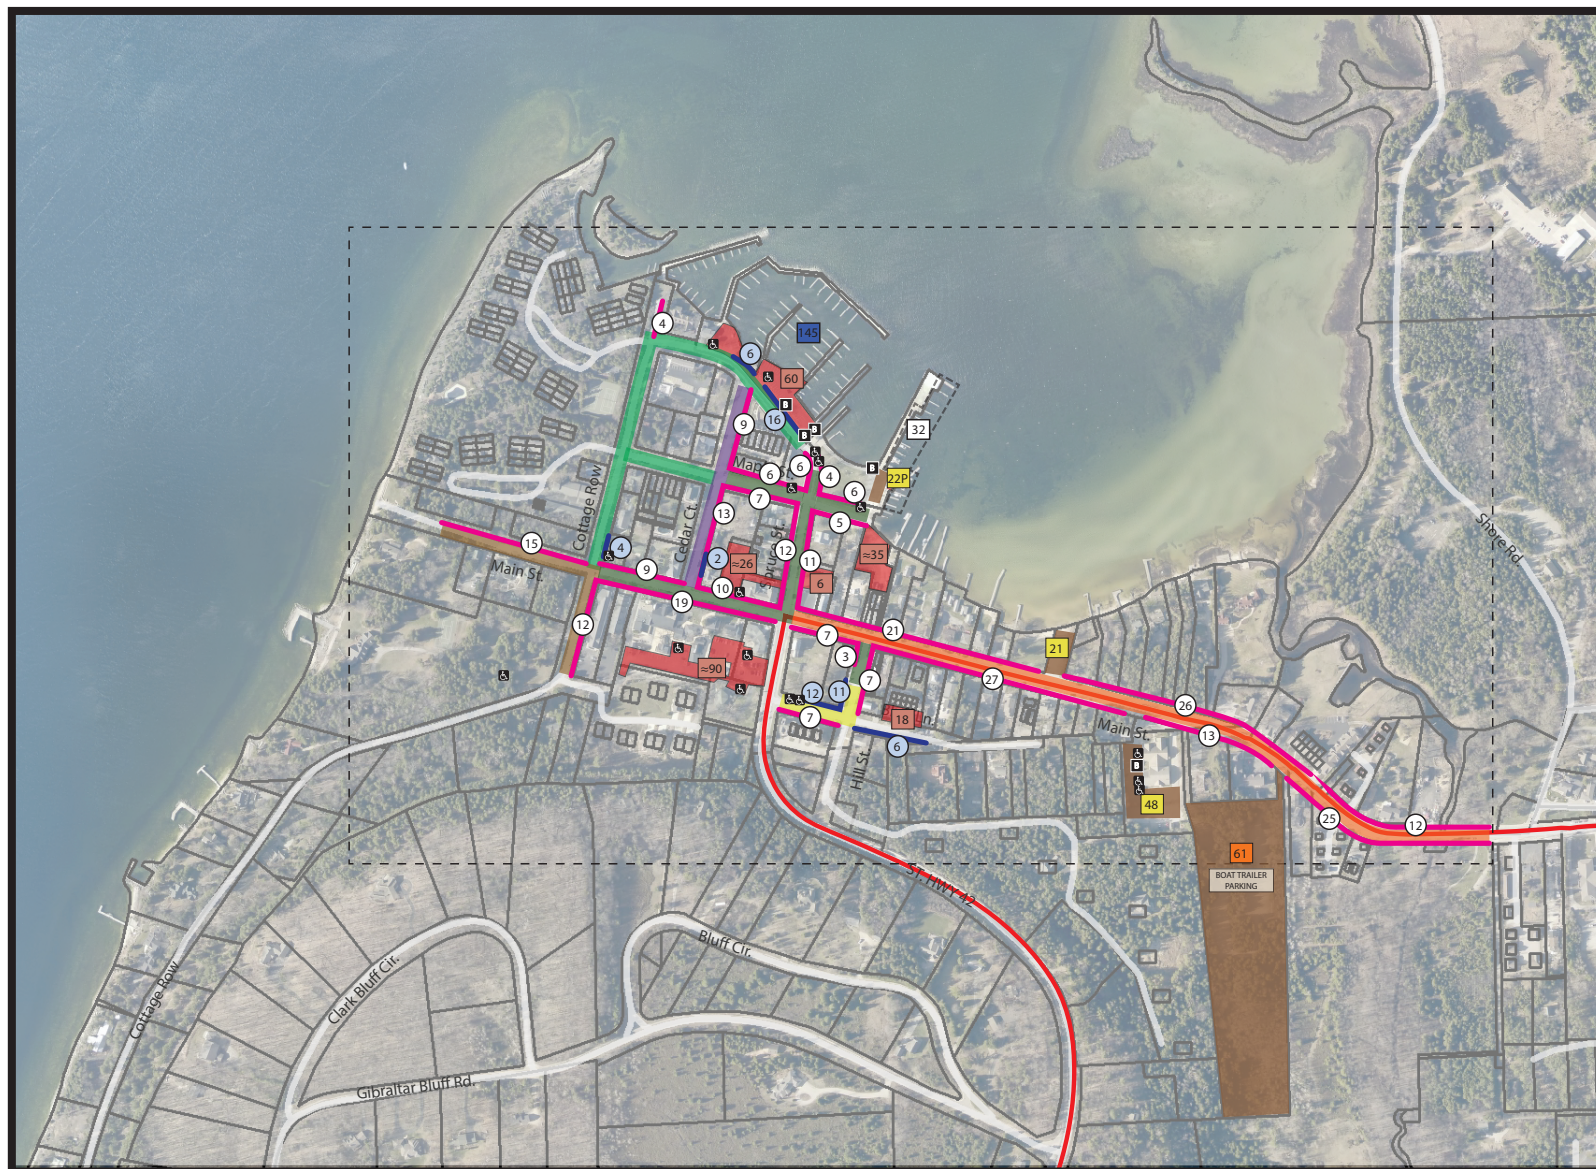 4
145
6
60
B
16
9
B
B
32
6
6
4
B
22P
6
7
13
5
Cottage Row
Cedar Ct.
15
4
9
2
≈26
12
11
≈35
Main St.
10
6
19
12
7
21
3
21
≈90
7
27
12
11
26
7
18
Main St.
13
6
B
Hill St.
48
25
12
Shore Rd
61
BOAT TRAILER
PARKING
ST. HWY 42
Bluff Cir.
Clark Bluff Cir.
Cottage Row
Gibraltar Bluff Rd.